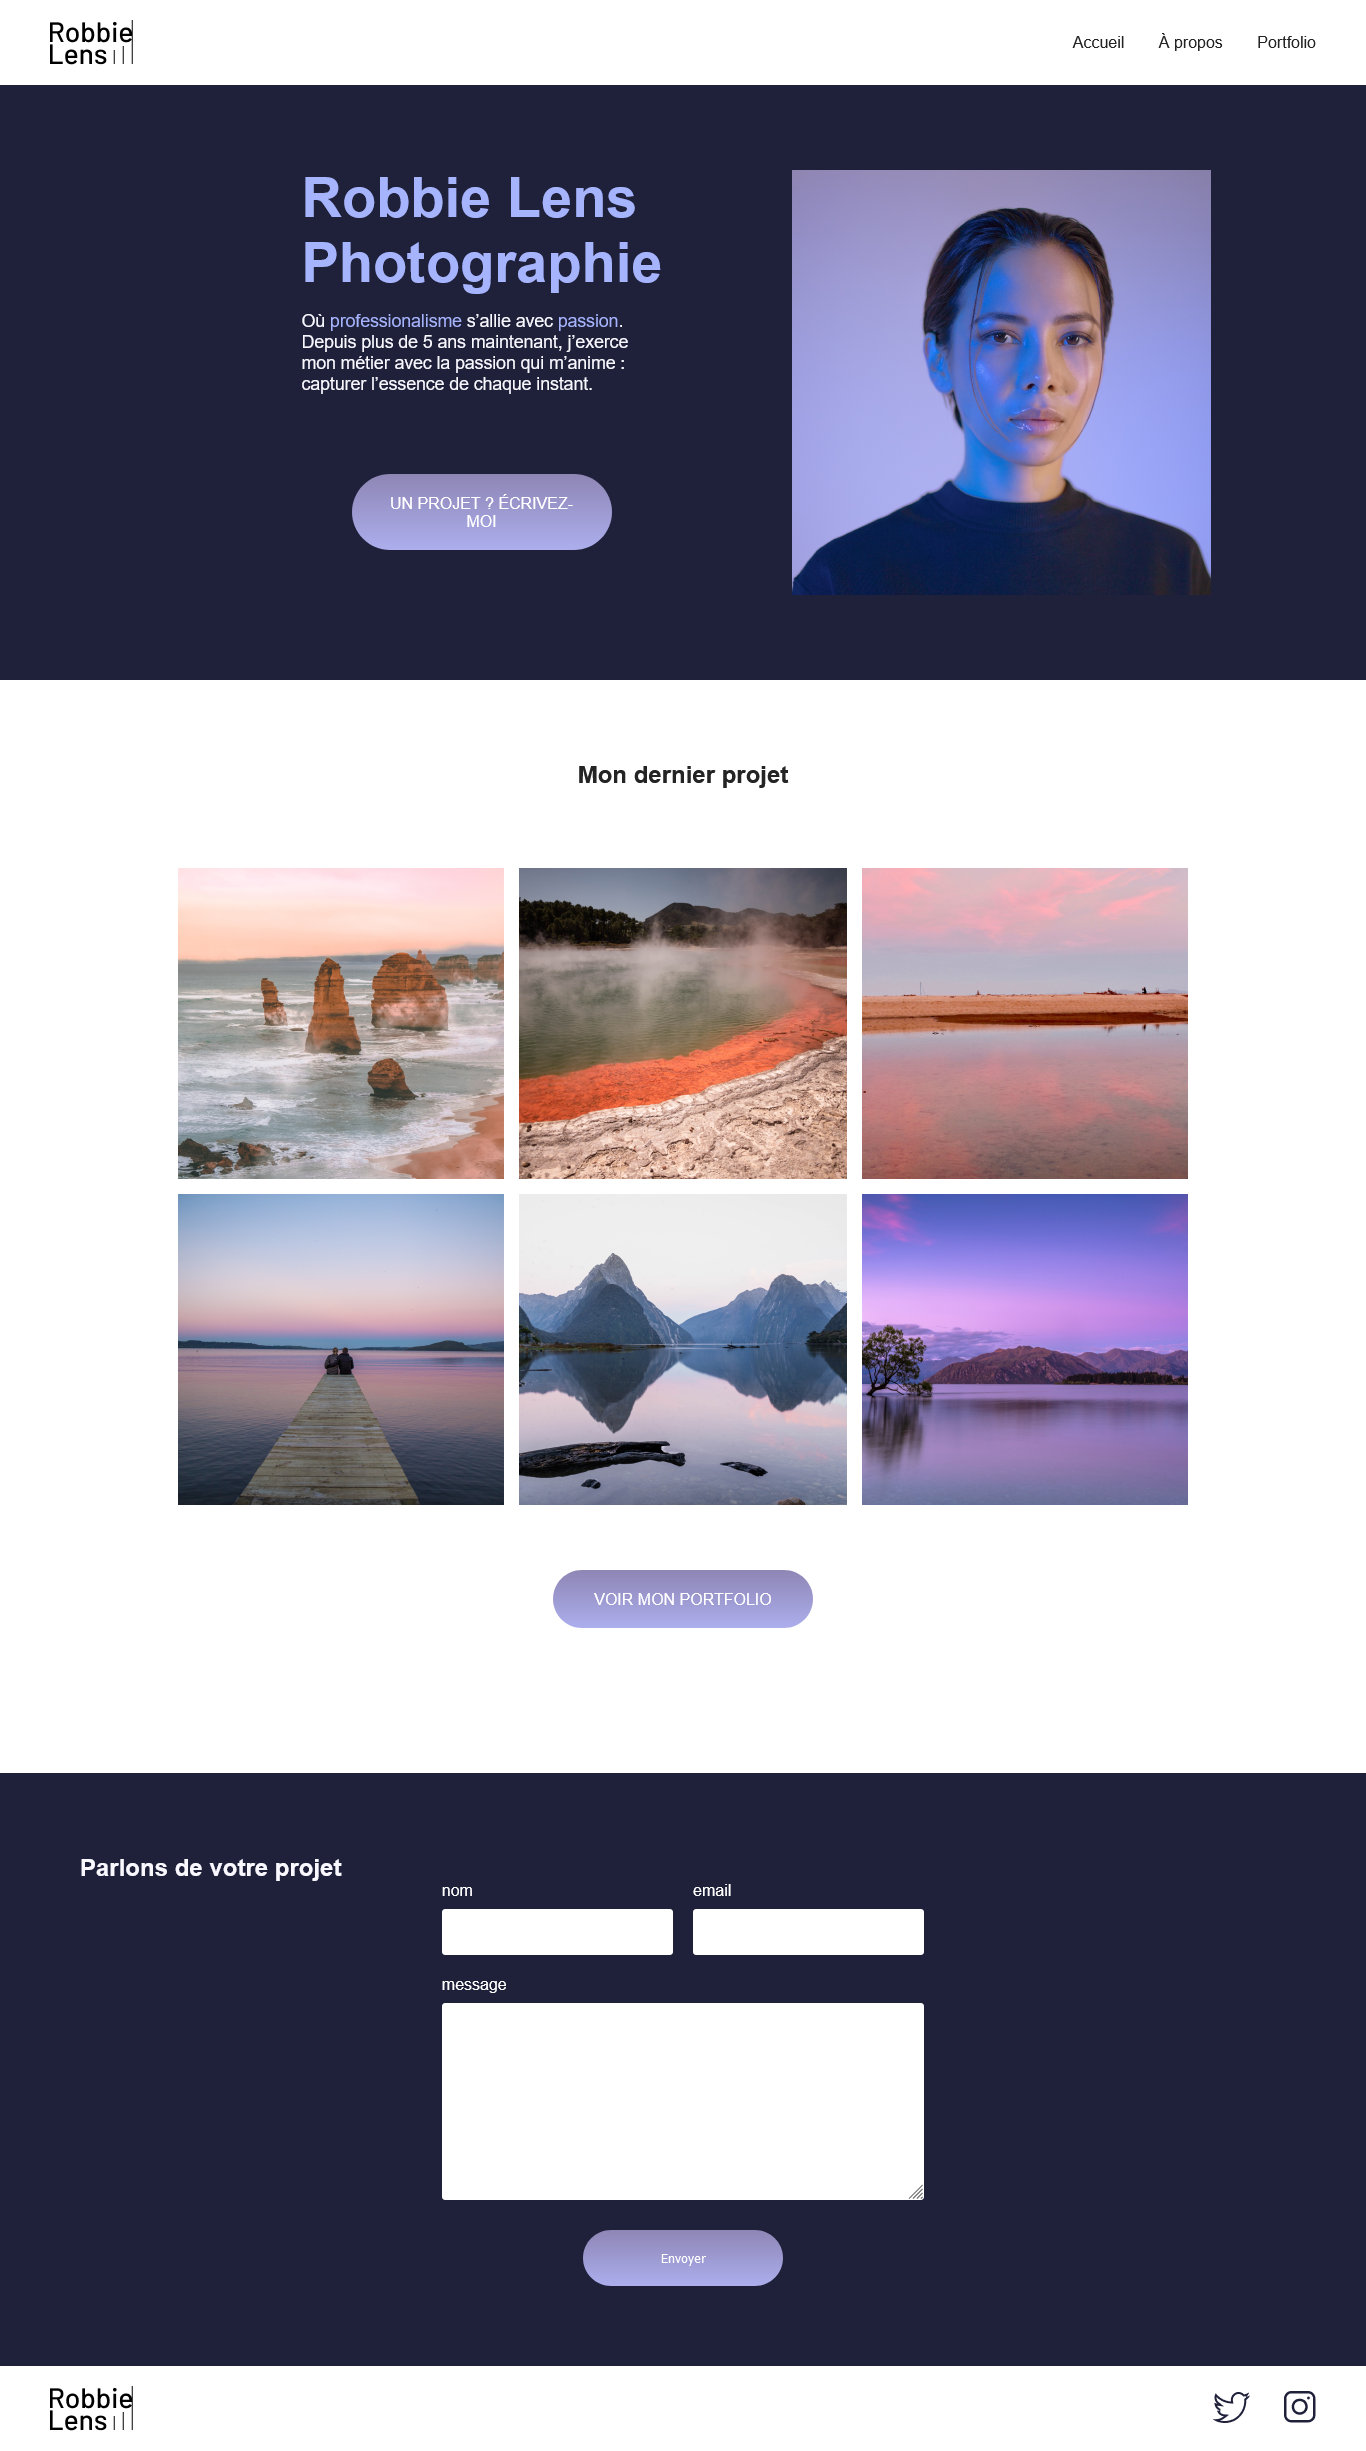 Robbie
Lens
Accueil À propos Portfolio
Robbie Lens
Photographie
Où professionalisme s’allie avec passion.
Depuis plus de 5 ans maintenant, j’exerce
mon métier avec la passion qui m’anime :
capturer l’essence de chaque instant.
UN PROJET ? ÉCRIVEZ-
MOI
Mon dernier projet
VOIR MON PORTFOLIO
Parlons de votre projet
nom email
message
Envoyer
Robbie
Lens